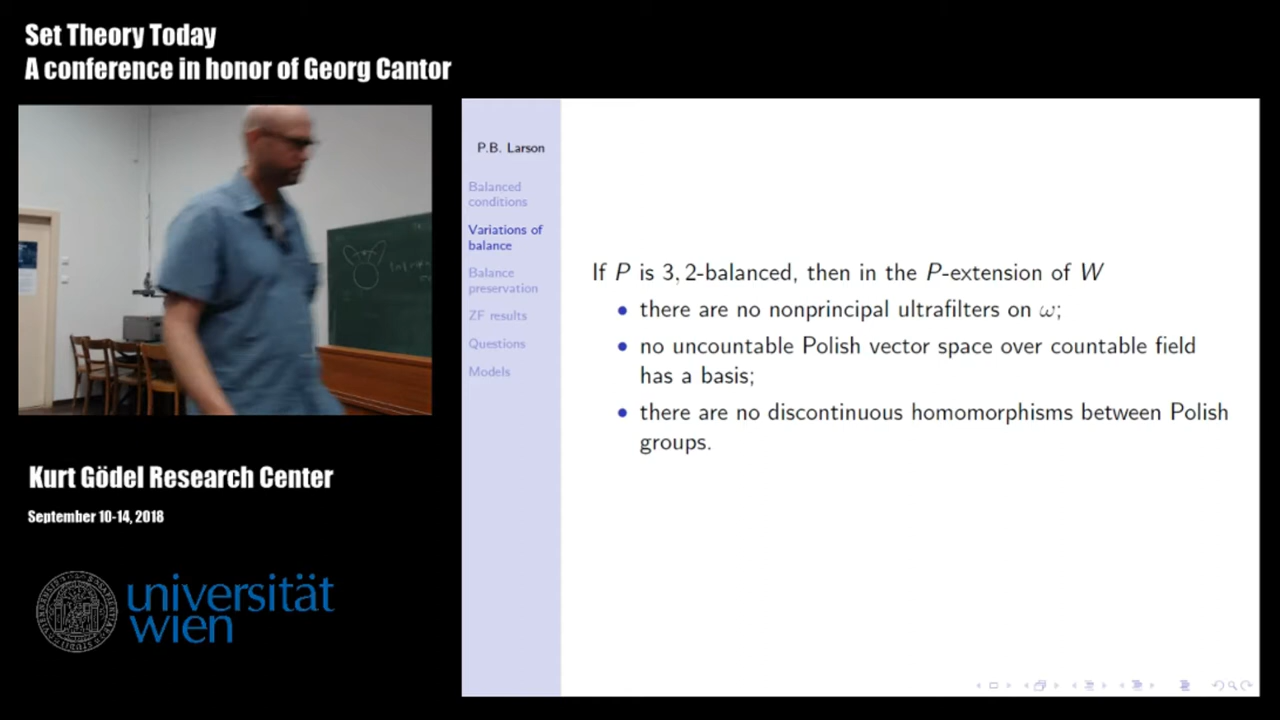 Set Theory Today
A conference in honor of Georg Cantor
P.B. Larson
Balanced
conditions
Variations of
balance
Balance
preservation
ZF results
Questions
Models
If P is 3, 2-balanced, then in the P-extension of W
• there are no nonprincipal ultrafilters on ω;
• no uncountable Polish vector space over countable field
has a basis;
• there are no discontinuous homomorphisms between Polish
groups.
Kurt Gödel Research Center
September 10-14, 2018
universität
wien